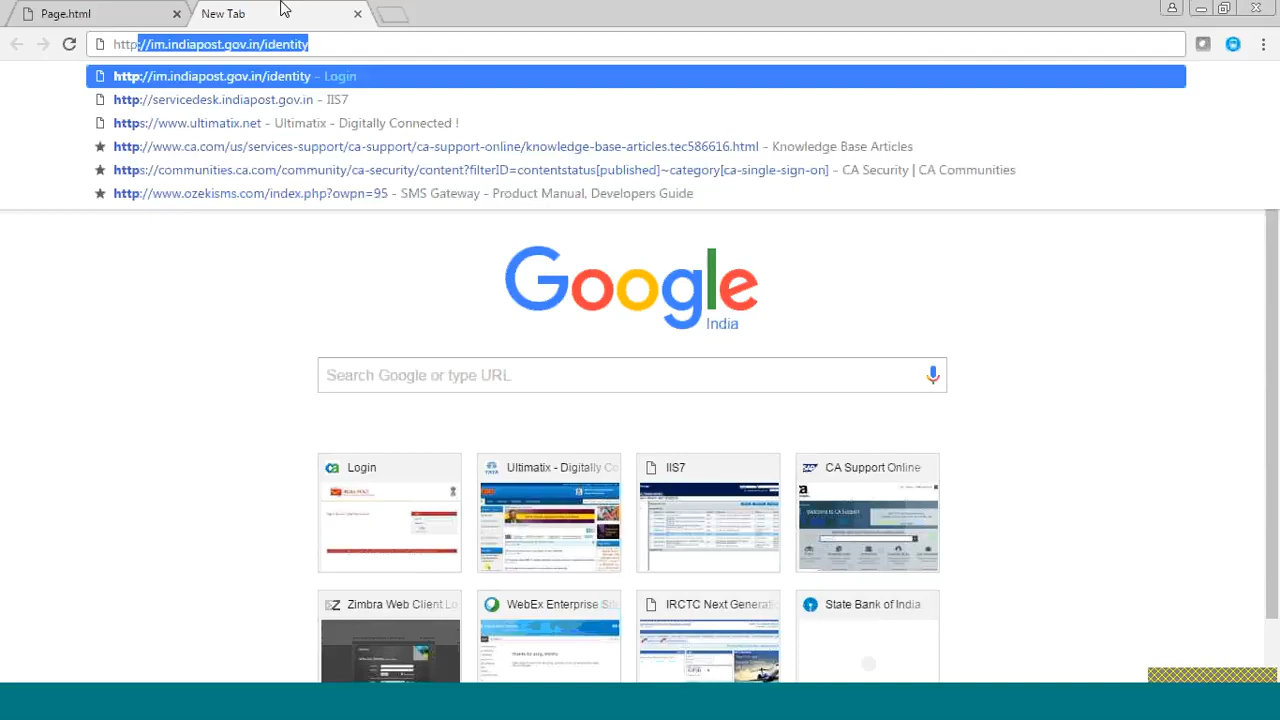 Page.html
New Tab
http://im.indiapost.gov.in/identity
http://im.indiapost.gov.in/identity - Login
http://servicedesk.indiapost.gov.in - IIS7
https://www.ultimatix.net - Ultimatix - Digitally Connected !
http://www.ca.com/us/services-support/ca-support/ca-support-online/knowledge-base-articles.tec586616.html - Knowledge Base Articles
https://communities.ca.com/community/ca-security/content?filterID=contentstatus[published]~category[ca-single-sign-on] - CA Security | CA Communities
http://www.ozekisms.com/index.php?owpn=95 - SMS Gateway - Product Manual, Developers Guide
Google
India
Search Google or type URL
Login
Ultimatix - Digitally Co
IIS7
CA Support Online
Zimbra Web Client Lo
WebEx Enterprise Sit
IRCTC Next Generati
State Bank of India